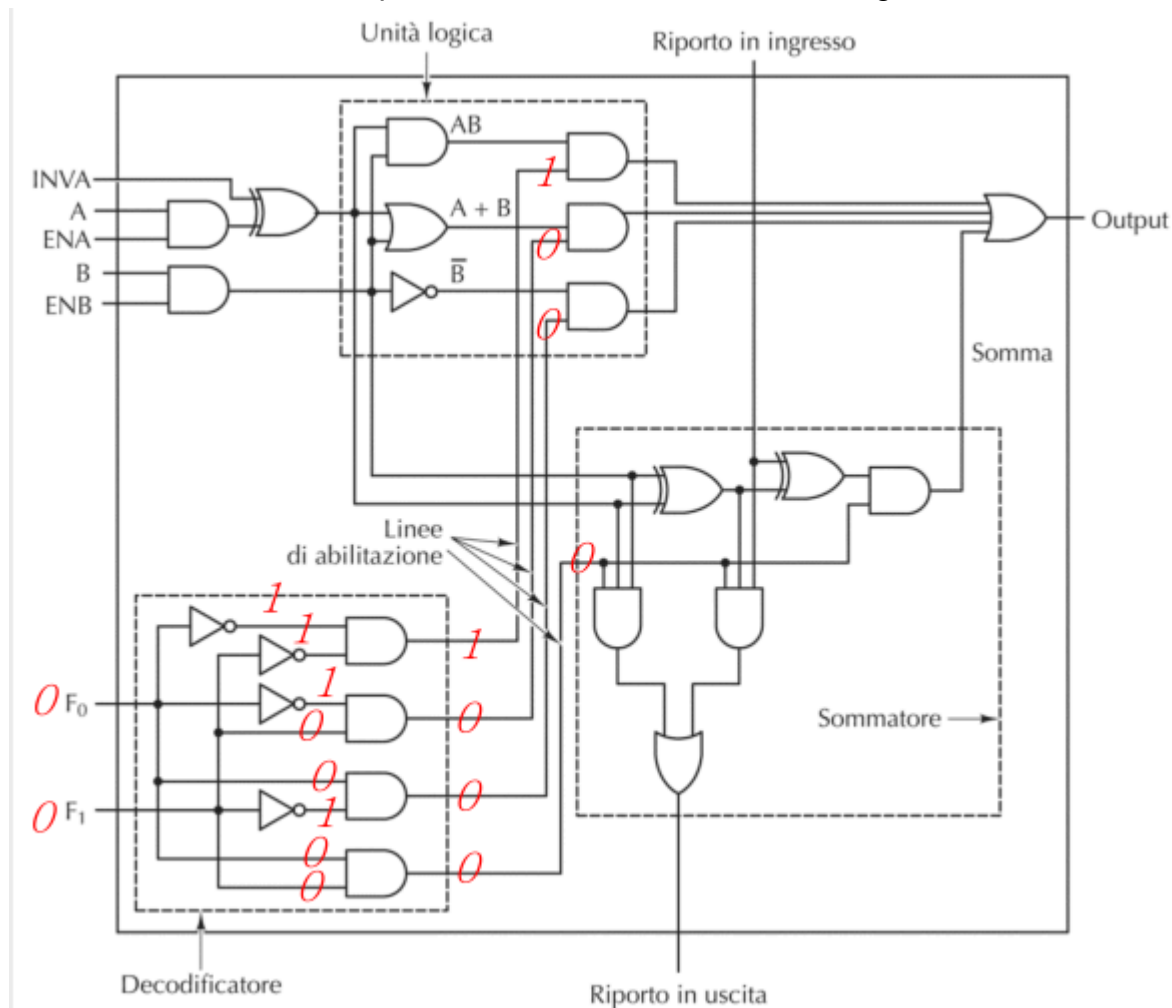 Unità logica
Riporto in ingresso
AB
INVA
1
A
A + B
Output
ENA
0
B
B̅
ENB
0
Somma
Linee
di abilitazione
0
1
1
1
1
0 F₀
0
0
Sommatore
0
0
0 F₁
1
0
0
0
Decodificatore
Riporto in uscita